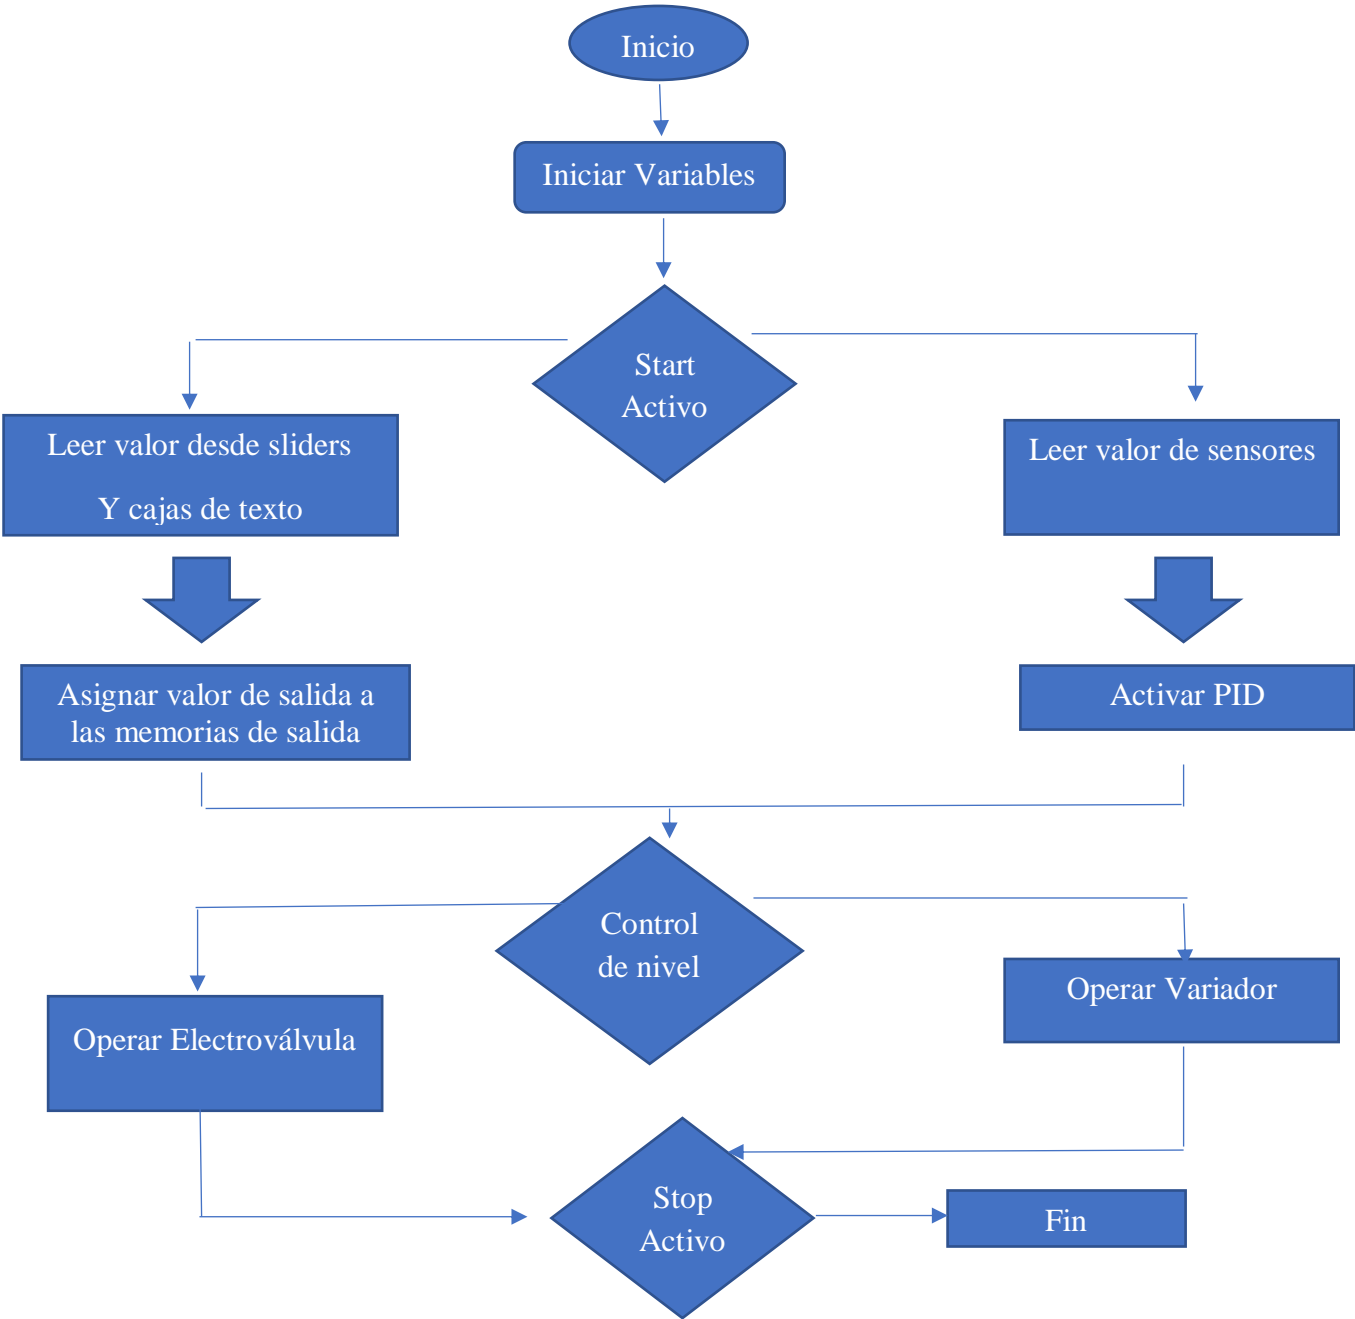 Inicio
Iniciar Variables
Start
Activo
Leer valor desde sliders
Y cajas de texto
Leer valor de sensores
Asignar valor de salida a
las memorias de salida
Activar PID
Control
de nivel
Operar Electroválvula
Operar Variador
Stop
Activo
Fin